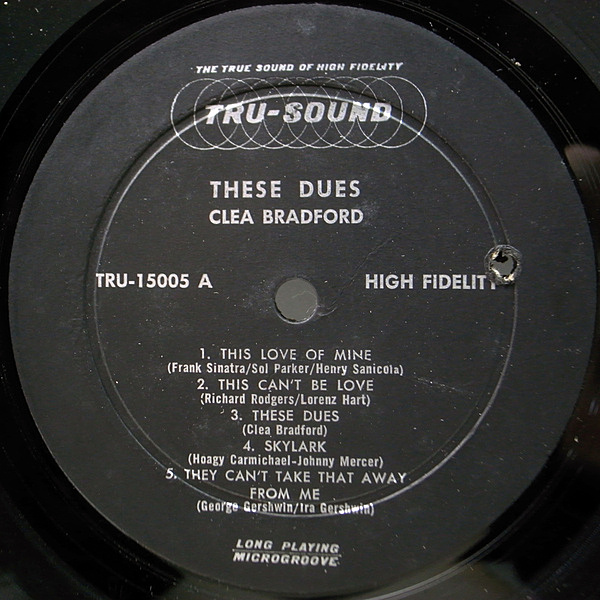 THE TRUE SOUND OF HIGH FIDELITY
TRU-SOUND
THESE DUES
CLEA BRADFORD
TRU-15005 A
HIGH FIDELITY
1. THIS LOVE OF MINE
(Frank Sinatra/Sol Parker/Henry Sanicola)
2. THIS CAN'T BE LOVE
(Richard Rodgers/Lorenz Hart)
3. THESE DUES
(Clea Bradford)
4. SKYLARK
(Hoagy Carmichael-Johnny Mercer)
5. THEY CAN'T TAKE THAT AWAY
FROM ME
(George Gershwin/Ira Gershwin)
LONG PLAYING
MICROGROOVE